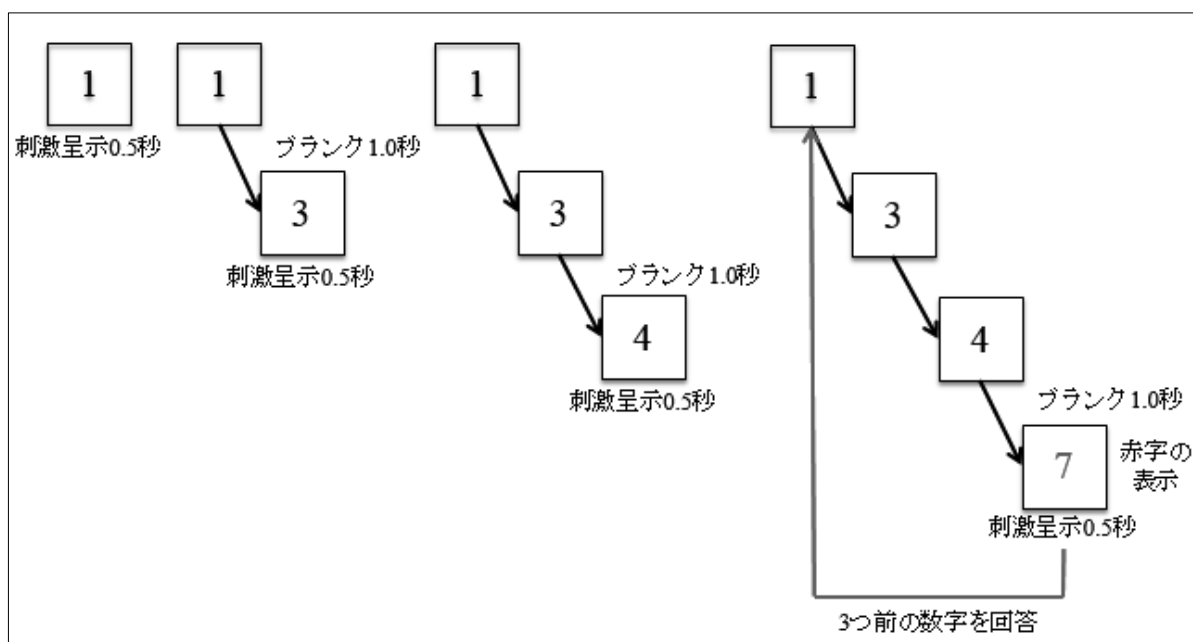 1
刺激呈示0.5秒
1
ブランク1.0秒
3
刺激呈示0.5秒
1
3
ブランク1.0秒
4
刺激呈示0.5秒
1
3
4
ブランク1.0秒
7
赤字の
表示
刺激呈示0.5秒
3つ前の数字を回答